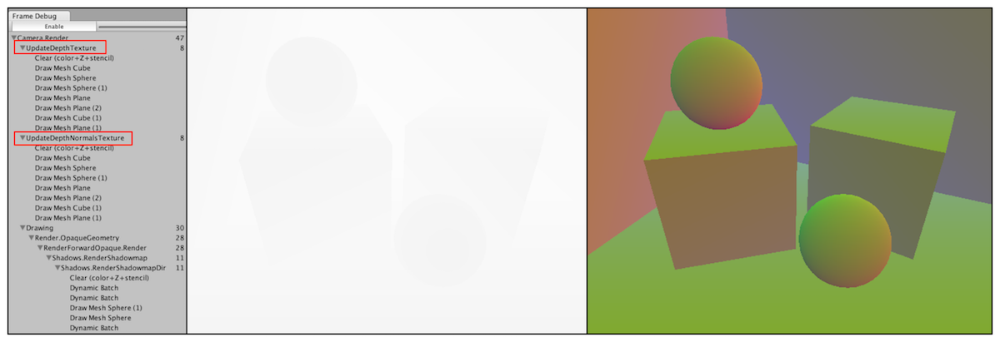 Frame Debug
Enable
Camera.Render 47
UpdateDepthTexture 8
Clear (color+Z+stencil)
Draw Mesh Cube
Draw Mesh Sphere
Draw Mesh Sphere (1)
Draw Mesh Plane
Draw Mesh Plane (2)
Draw Mesh Cube (1)
Draw Mesh Plane (1)
UpdateDepthNormalsTexture 8
Clear (color+Z+stencil)
Draw Mesh Cube
Draw Mesh Sphere
Draw Mesh Sphere (1)
Draw Mesh Plane
Draw Mesh Plane (2)
Draw Mesh Cube (1)
Draw Mesh Plane (1)
Drawing 30
Render.OpaqueGeometry 28
RenderForwardOpaque.Render 28
Shadows.RenderShadowmap 11
Shadows.RenderShadowmapDir 11
Clear (color+Z+stencil)
Dynamic Batch
Dynamic Batch
Draw Mesh Sphere (1)
Draw Mesh Sphere
Dynamic Batch